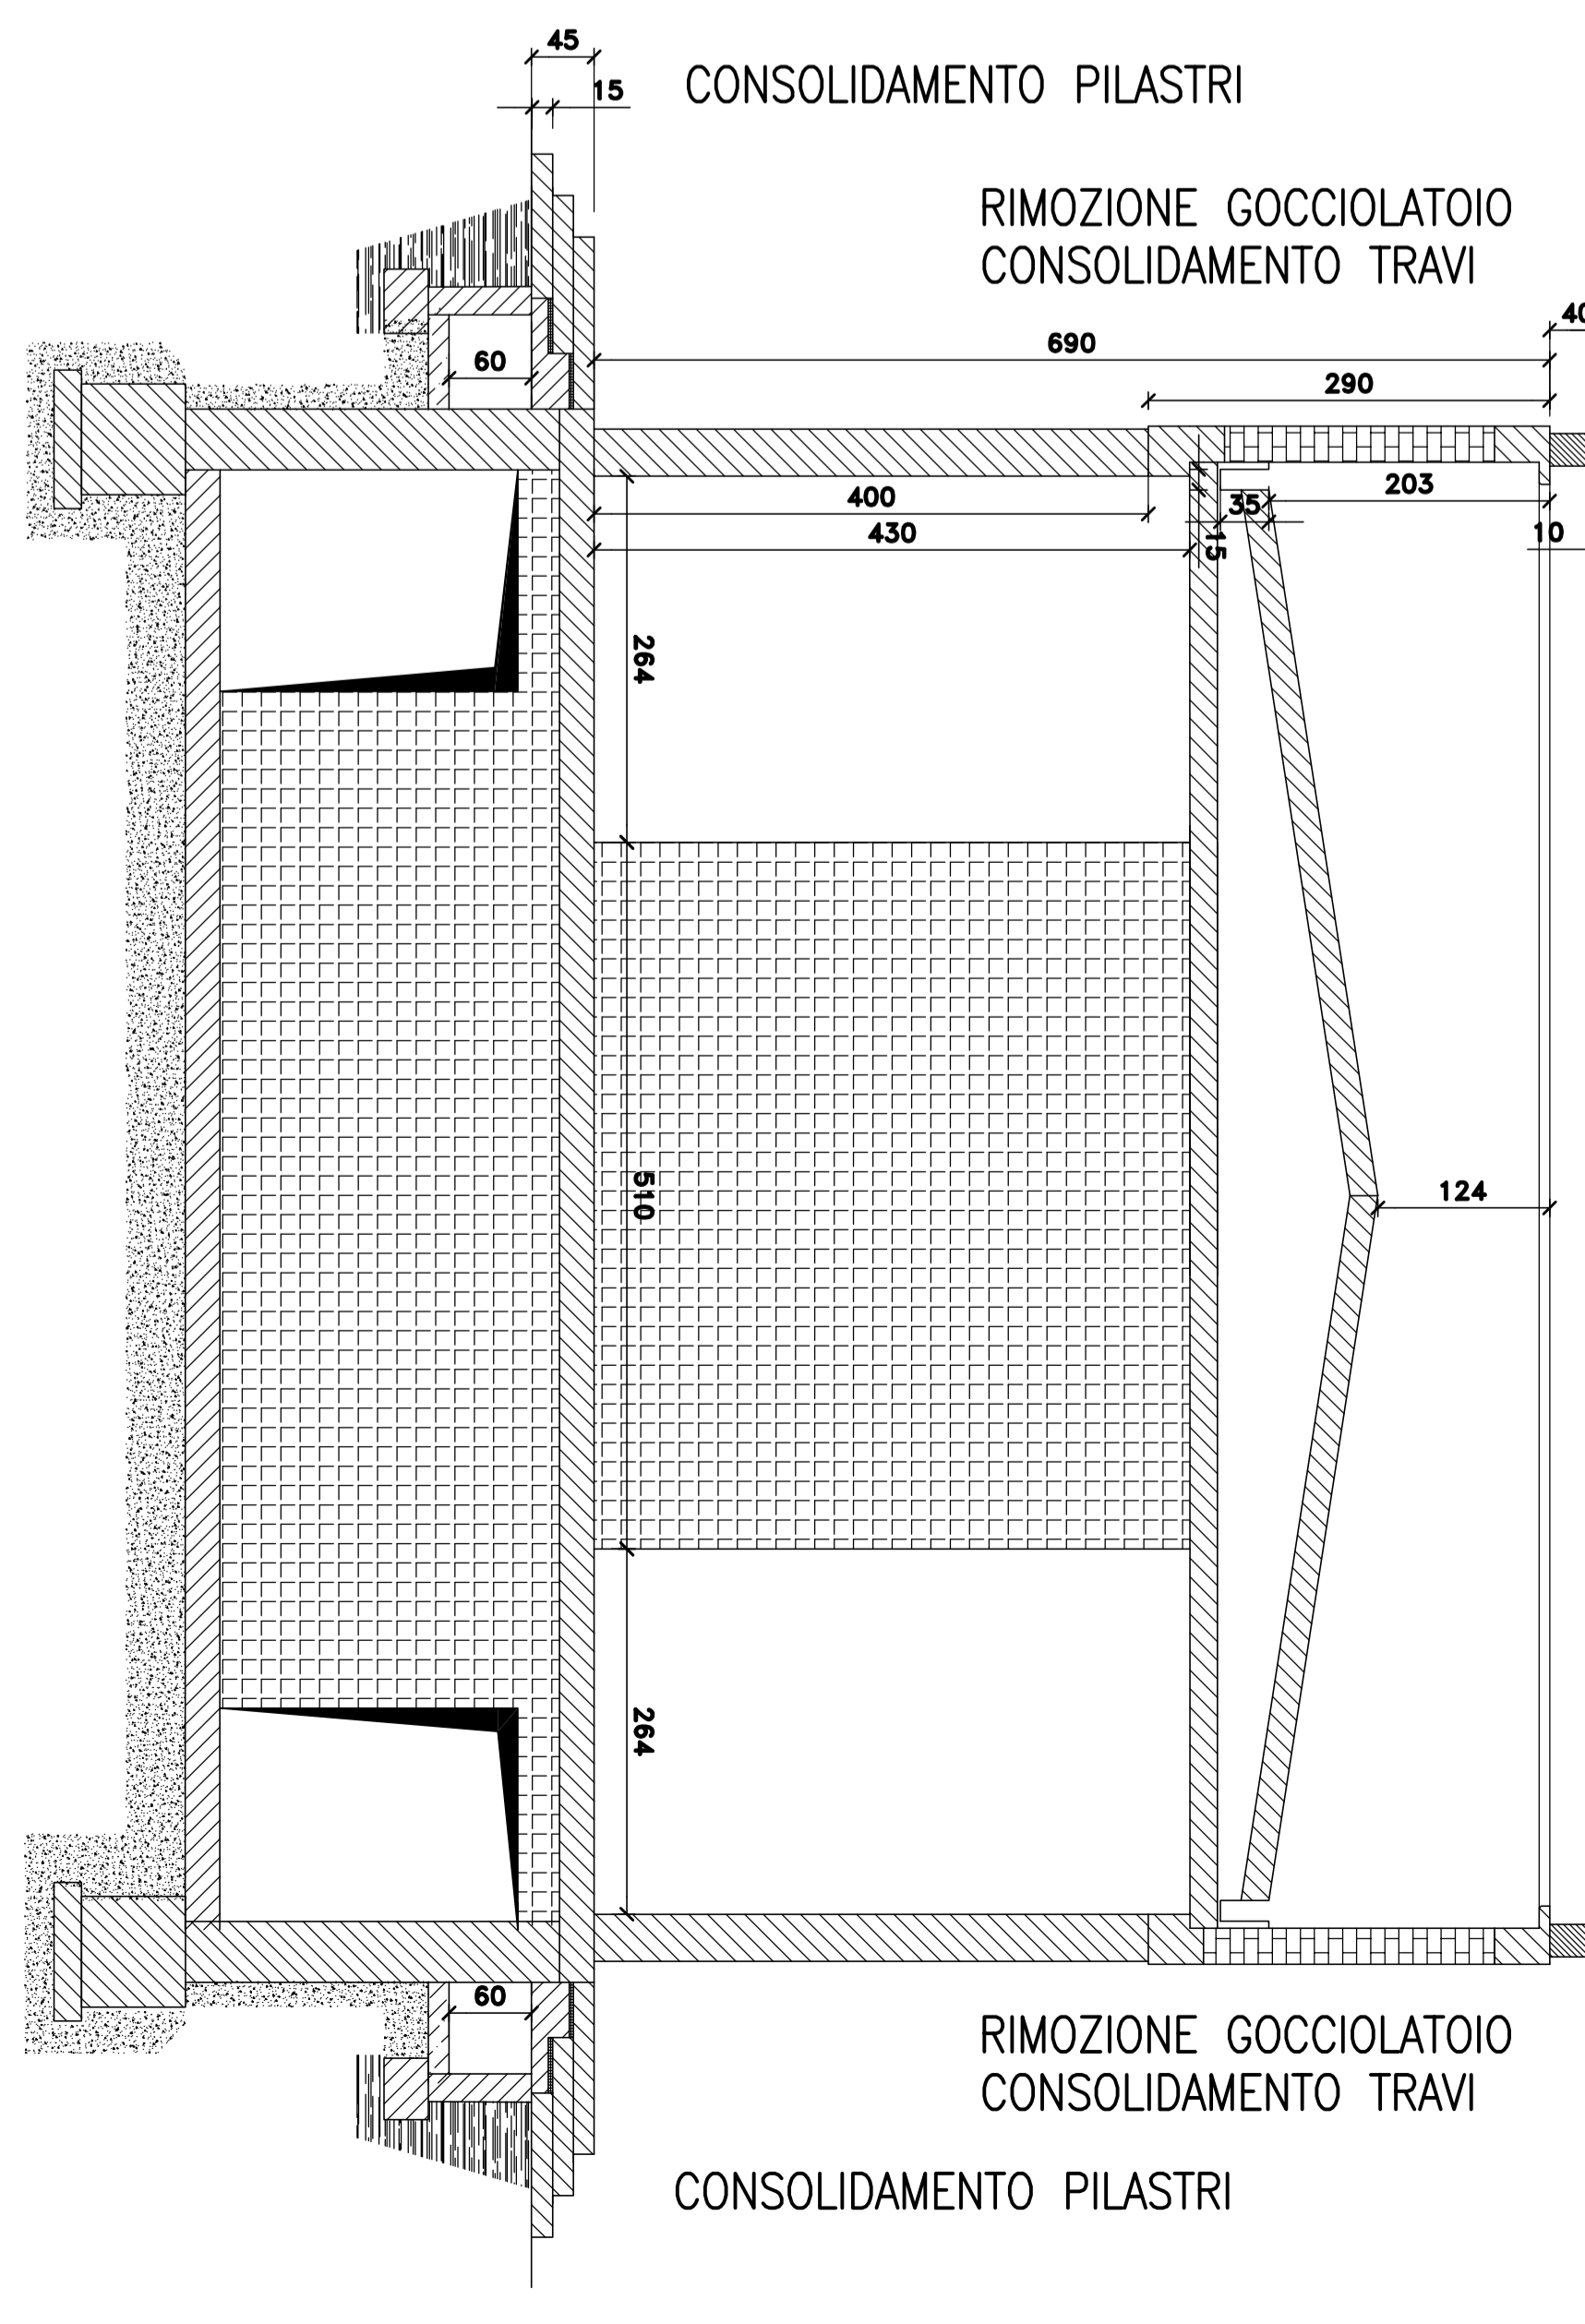 45
15
CONSOLIDAMENTO PILASTRI
RIMOZIONE GOCCIOLATOIO
CONSOLIDAMENTO TRAVI
40
690
60
290
203
400
35
10
430
15
264
510
124
264
60
RIMOZIONE GOCCIOLATOIO
CONSOLIDAMENTO TRAVI
CONSOLIDAMENTO PILASTRI